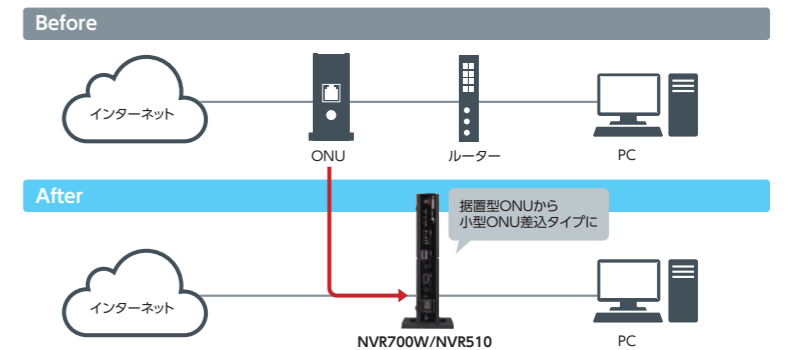 Before
インターネット
ONU
ルーター
PC
After
据置型ONUから
小型ONU差込タイプに
インターネット
NVR700W/NVR510
PC